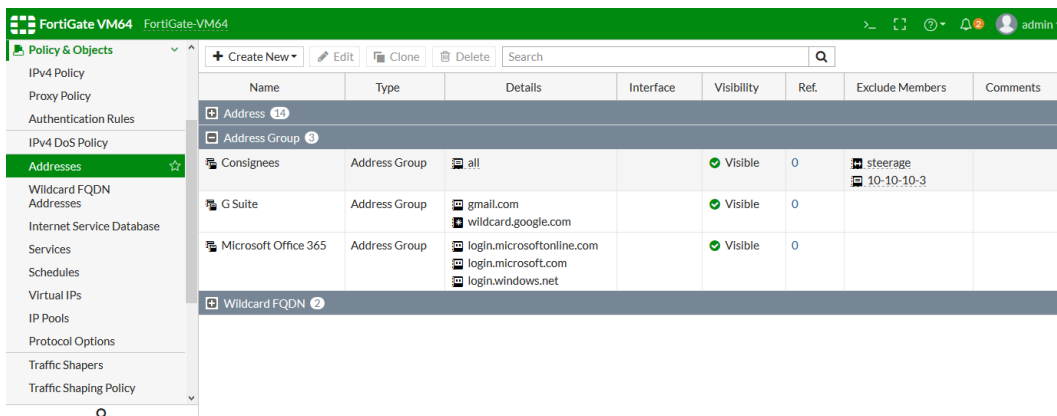 FortiGate VM64 FortiGate-VM64
>_ 2 admin
Policy & Objects
IPv4 Policy
Proxy Policy
Authentication Rules
IPv4 DoS Policy
Addresses
Wildcard FQDN
Addresses
Internet Service Database
Services
Schedules
Virtual IPs
IP Pools
Protocol Options
Traffic Shapers
Traffic Shaping Policy
Create New Edit Clone Delete Search
Name Type Details Interface Visibility Ref. Exclude Members Comments
Address 14
Address Group 3
Consignees Address Group all Visible 0 steerage
10-10-10-3
G Suite Address Group gmail.com Visible 0
wildcard.google.com
Microsoft Office 365 Address Group login.microsoftonline.com Visible 0
login.microsoft.com
login.windows.net
Wildcard FQDN 2